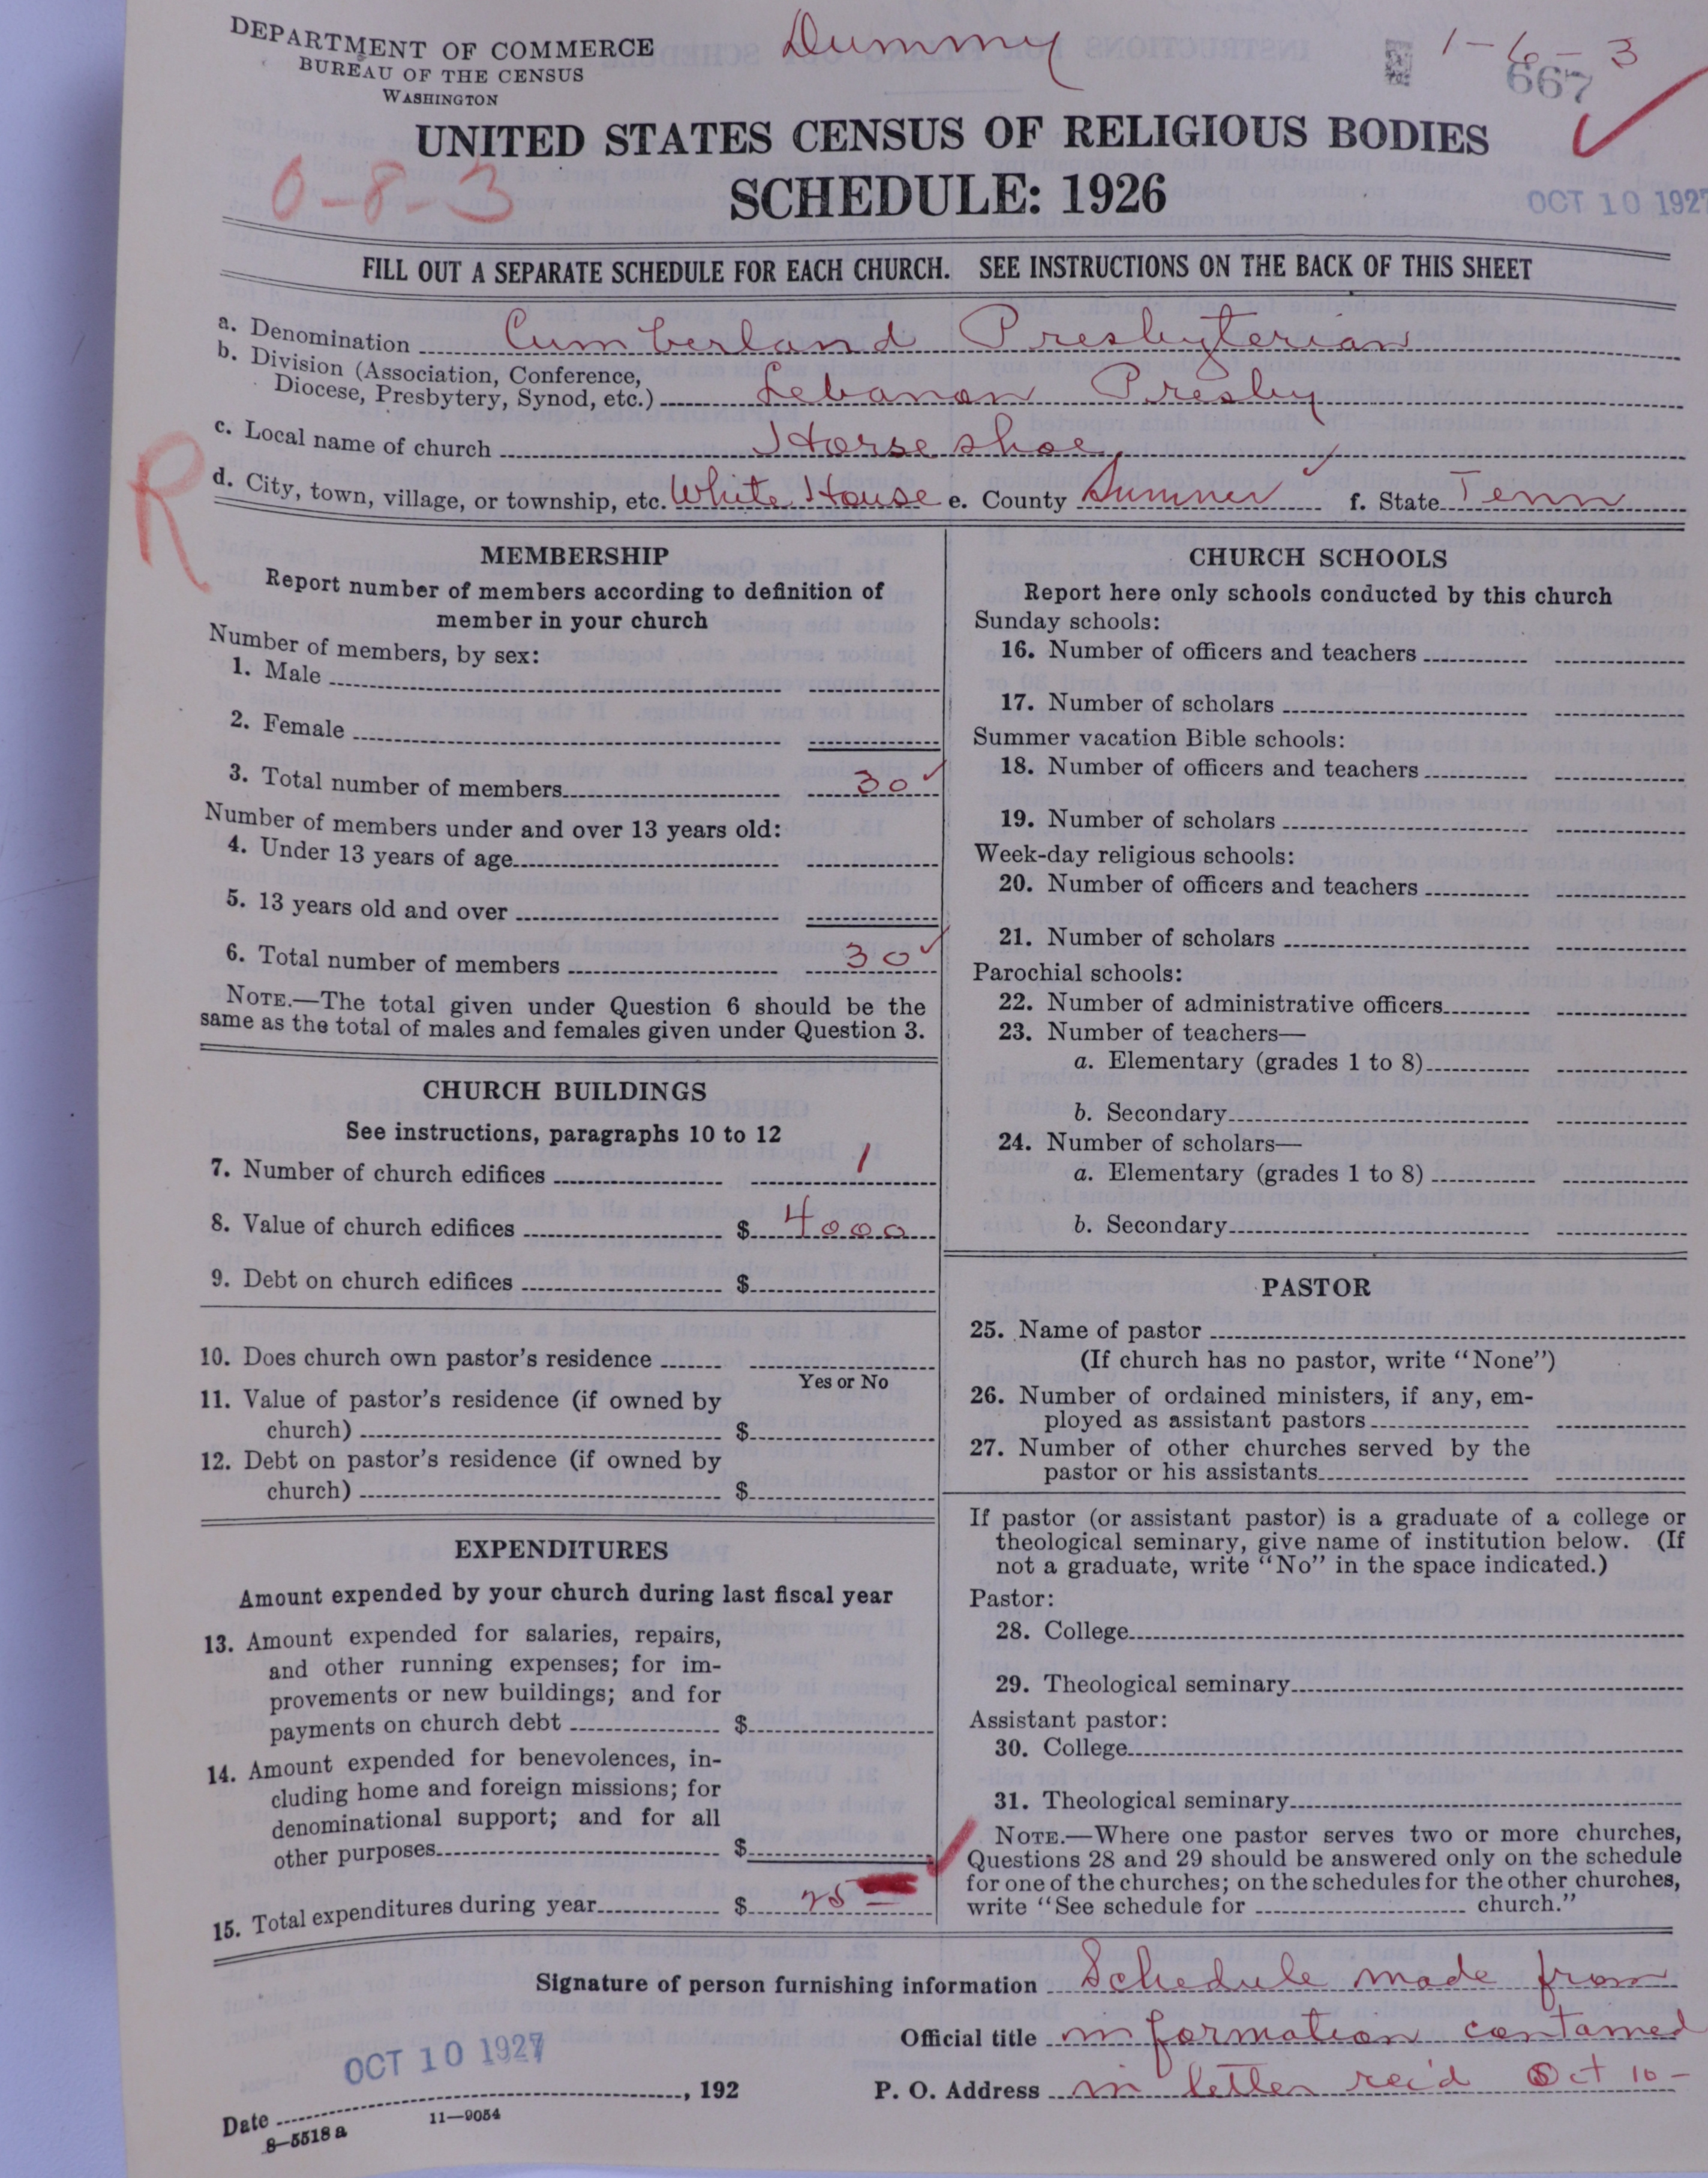 DEPARTMENT OF COMMERCE
BUREAU OF THE CENSUS
WASHINGTON
Dummy
1-6-3
667
UNITED STATES CENSUS OF RELIGIOUS BODIES
SCHEDULE: 1926
0-8-3
OCT 10 1927
FILL OUT A SEPARATE SCHEDULE FOR EACH CHURCH. SEE INSTRUCTIONS ON THE BACK OF THIS SHEET
a. Denomination Cumberland Presbyterian
b. Division (Association, Conference,
Diocese, Presbytery, Synod, etc.) Lebanon Presby
c. Local name of church Horse shoe
R
d. City, town, village, or township, etc. White House e. County Sumner f. State Tenn
MEMBERSHIP
Report number of members according to definition of
member in your church
Number of members, by sex:
1. Male
2. Female
3. Total number of members 30
Number of members under and over 13 years old:
4. Under 13 years of age
5. 13 years old and over
6. Total number of members 30
NOTE.—The total given under Question 6 should be the
same as the total of males and females given under Question 3.
CHURCH BUILDINGS
See instructions, paragraphs 10 to 12
7. Number of church edifices 1
8. Value of church edifices $ 4000
9. Debt on church edifices $
10. Does church own pastor's residence
Yes or No
11. Value of pastor's residence (if owned by
church) $
12. Debt on pastor's residence (if owned by
church) $
EXPENDITURES
Amount expended by your church during last fiscal year
13. Amount expended for salaries, repairs,
and other running expenses; for im-
provements or new buildings; and for
payments on church debt $
14. Amount expended for benevolences, in-
cluding home and foreign missions; for
denominational support; and for all
other purposes $
15. Total expenditures during year $ 25
CHURCH SCHOOLS
Report here only schools conducted by this church
Sunday schools:
16. Number of officers and teachers
17. Number of scholars
Summer vacation Bible schools:
18. Number of officers and teachers
19. Number of scholars
Week-day religious schools:
20. Number of officers and teachers
21. Number of scholars
Parochial schools:
22. Number of administrative officers
23. Number of teachers—
a. Elementary (grades 1 to 8)
b. Secondary
24. Number of scholars—
a. Elementary (grades 1 to 8)
b. Secondary
PASTOR
25. Name of pastor
(If church has no pastor, write "None")
26. Number of ordained ministers, if any, em-
ployed as assistant pastors
27. Number of other churches served by the
pastor or his assistants
If pastor (or assistant pastor) is a graduate of a college or
theological seminary, give name of institution below. (If
not a graduate, write "No" in the space indicated.)
Pastor:
28. College
29. Theological seminary
Assistant pastor:
30. College
31. Theological seminary
NOTE.—Where one pastor serves two or more churches,
Questions 28 and 29 should be answered only on the schedule
for one of the churches; on the schedules for the other churches,
write "See schedule for church."
Signature of person furnishing information Schedule made from
Official title information contained
P. O. Address in letter rec'd Oct 10-
OCT 10 1927
Date , 192
8-5518 a 11-9054